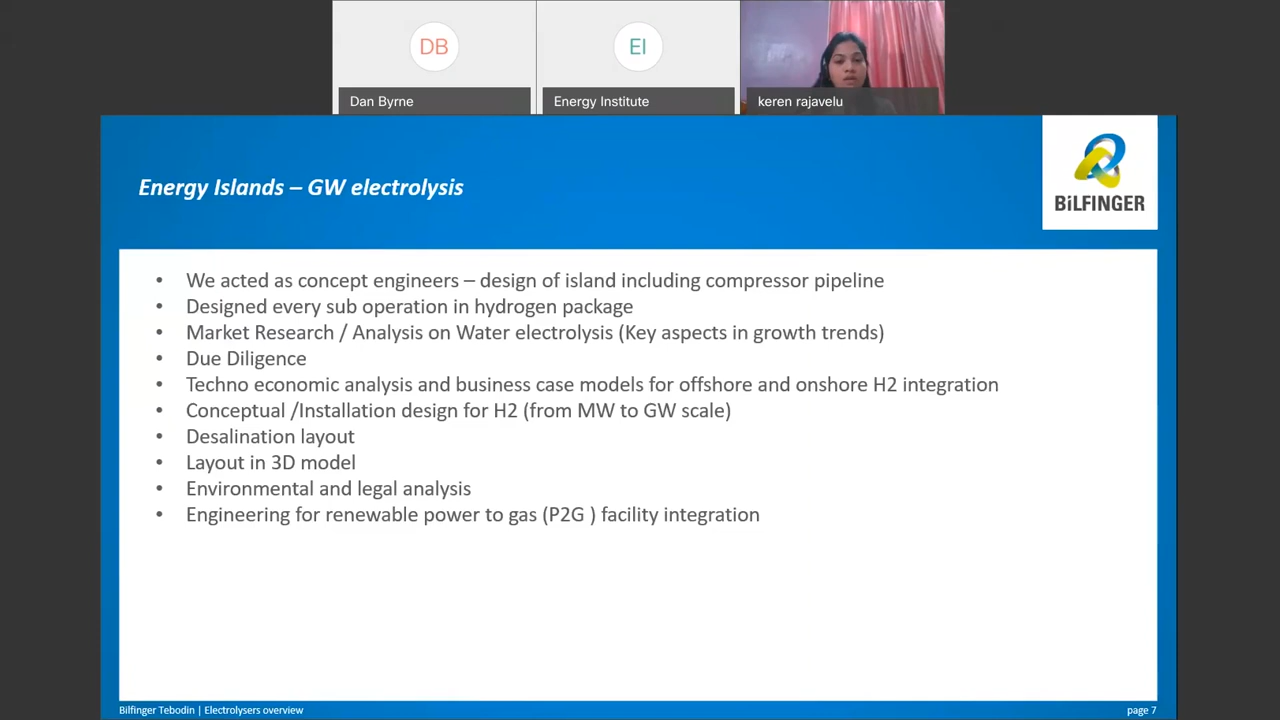 DB
EI
Dan Byrne
Energy Institute
keren rajavelu
Energy Islands – GW electrolysis
BiLFINGER
• We acted as concept engineers – design of island including compressor pipeline
• Designed every sub operation in hydrogen package
• Market Research / Analysis on Water electrolysis (Key aspects in growth trends)
• Due Diligence
• Techno economic analysis and business case models for offshore and onshore H2 integration
• Conceptual /Installation design for H2 (from MW to GW scale)
• Desalination layout
• Layout in 3D model
• Environmental and legal analysis
• Engineering for renewable power to gas (P2G ) facility integration
Bilfinger Tebodin | Electrolysers overview
page 7